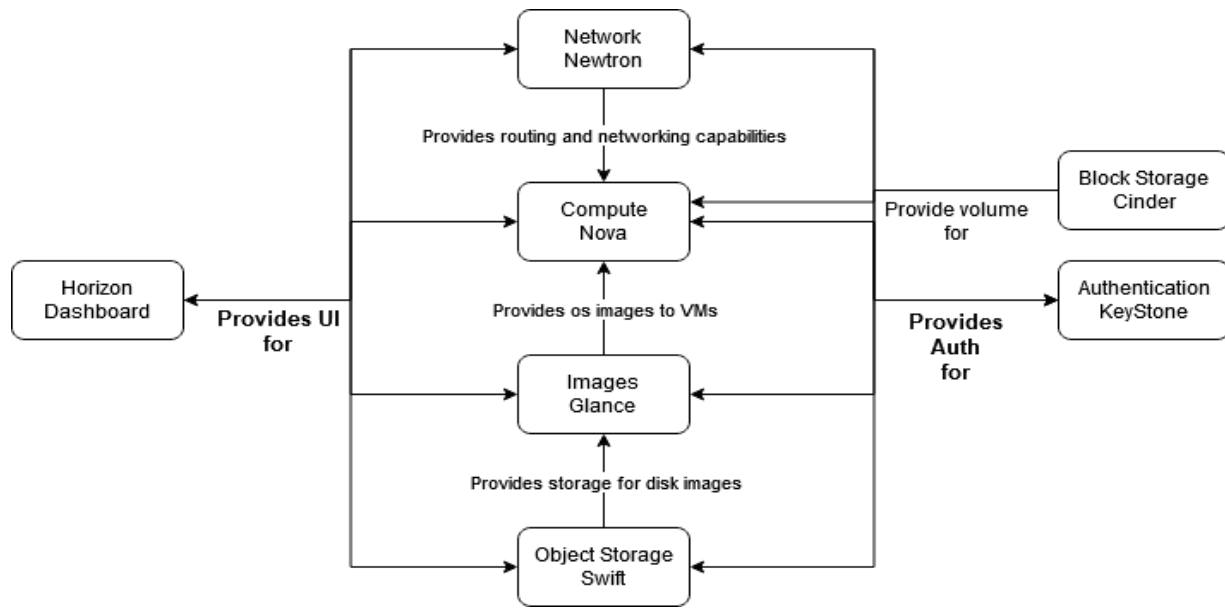 Network
Newtron
Provides routing and networking capabilities
Block Storage
Cinder
Compute
Nova
Provide volume
for
Horizon
Dashboard
Provides UI
for
Provides os images to VMs
Authentication
KeyStone
Provides
Auth
for
Images
Glance
Provides storage for disk images
Object Storage
Swift